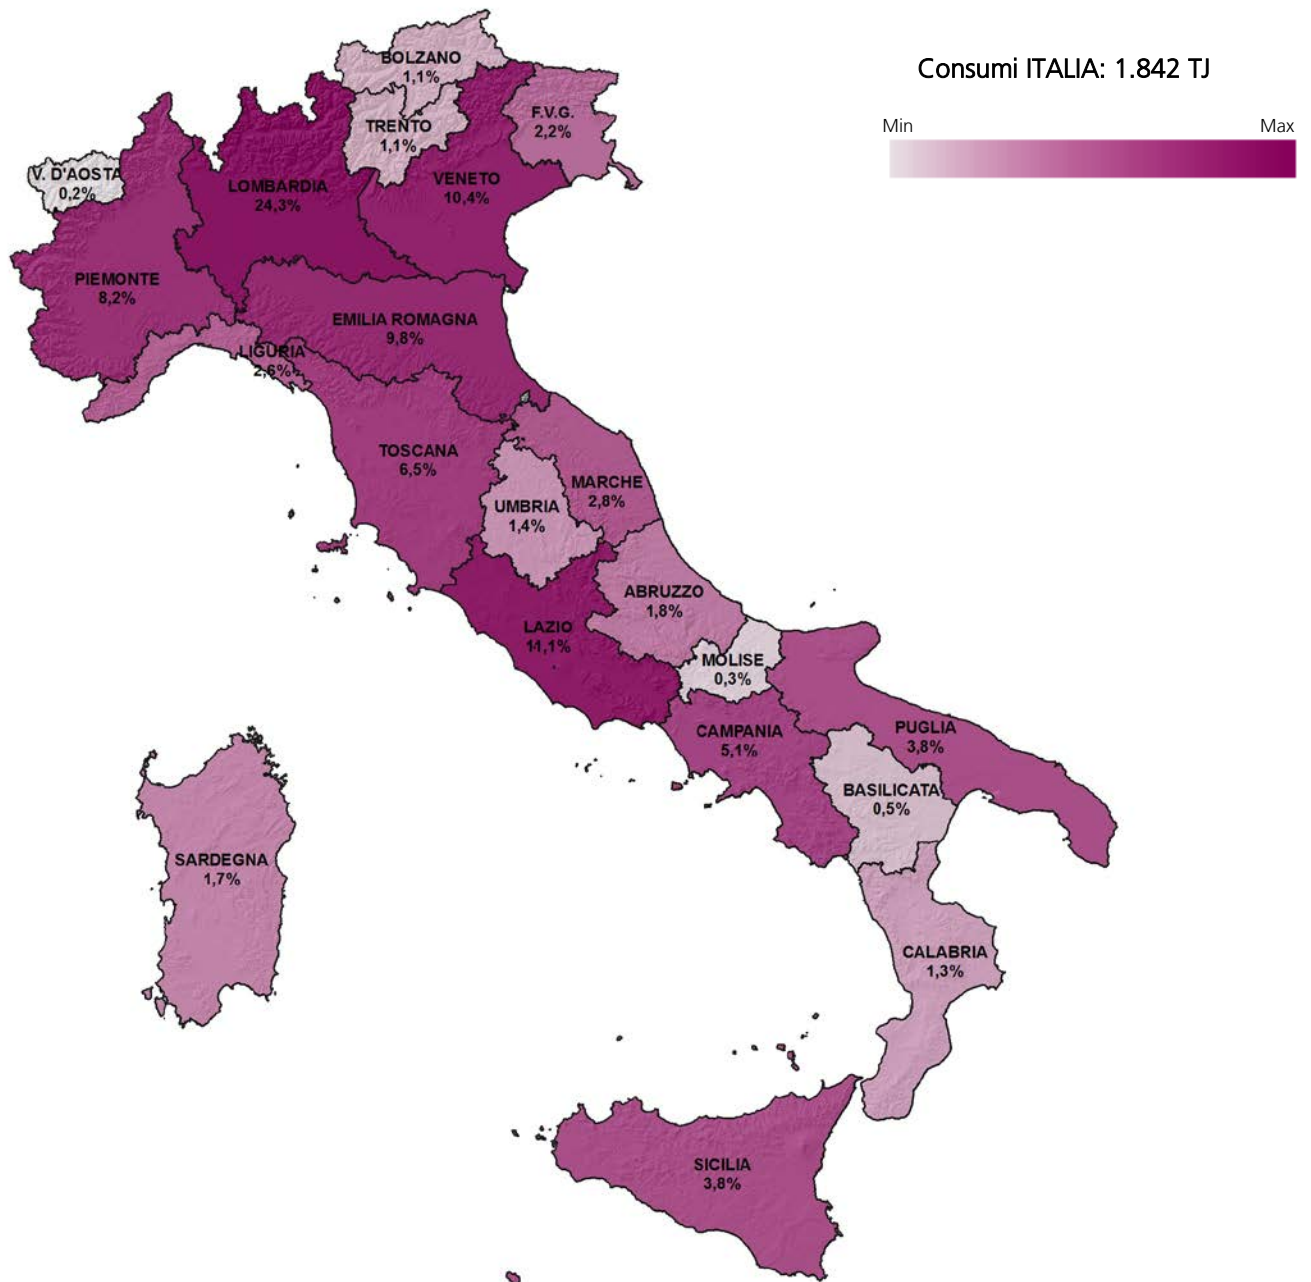 Consumi ITALIA: 1.842 TJ
Min
Max
BOLZANO
1,1%
TRENTO
1,1%
F.V.G.
2,2%
V. D'AOSTA
0,2%
LOMBARDIA
24,3%
VENETO
10,4%
PIEMONTE
8,2%
EMILIA ROMAGNA
9,8%
LIGURIA
2,6%
TOSCANA
6,5%
MARCHE
2,8%
UMBRIA
1,4%
ABRUZZO
1,8%
LAZIO
11,1%
MOLISE
0,3%
CAMPANIA
5,1%
PUGLIA
3,8%
BASILICATA
0,5%
SARDEGNA
1,7%
CALABRIA
1,3%
SICILIA
3,8%